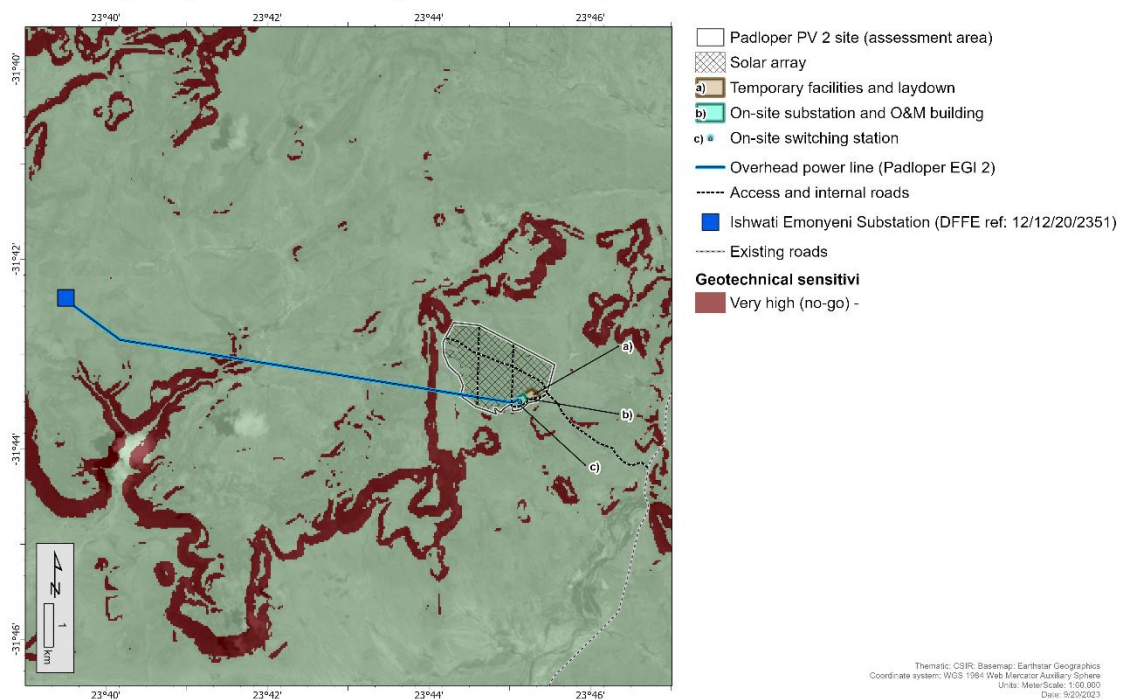 23°40'
23°42'
23°44'
23°46'
-31°40'
-31°42'
-31°44'
-31°46'
a)
b)
c)
N
1
km
23°40'
23°42'
23°44'
23°46'
Padloper PV 2 site (assessment area)
Solar array
a) Temporary facilities and laydown
b) On-site substation and O&M building
c) On-site switching station
Overhead power line (Padloper EGI 2)
Access and internal roads
Ishwati Emonyeni Substation (DFFE ref: 12/12/20/2351)
Existing roads
Geotechnical sensitivi
Very high (no-go) -
Thematic: CSIR: Basemap: Earthstar Geographics
Coordinate system: WGS 1984 Web Mercator Auxiliary Sphere
Units: MeterScale: 1:60,000
Date: 9/20/2023